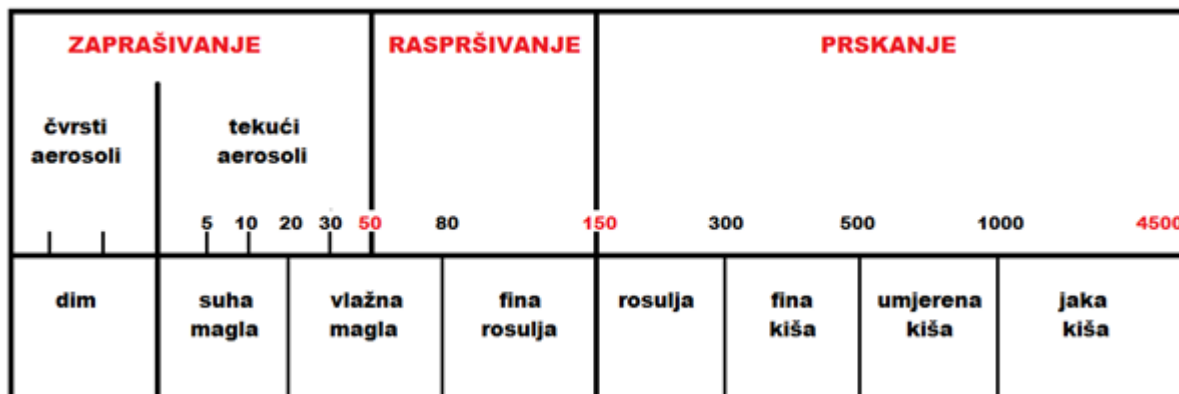 ZAPRAŠIVANJE RASPRŠIVANJE PRSKANJE
čvrsti tekući
aerosoli aerosoli
5 10 20 30 50 80 150 300 500 1000 4500
dim suha vlažna fina rosulja fina umjerena jaka
magla magla rosulja kiša kiša kiša